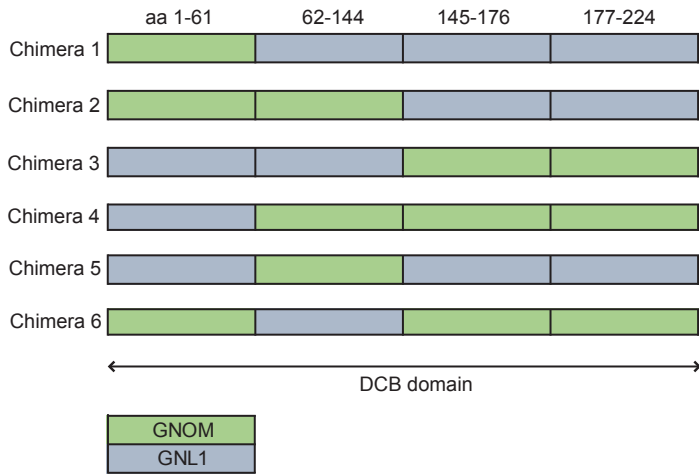 aa 1-61 62-144 145-176 177-224
Chimera 1
Chimera 2
Chimera 3
Chimera 4
Chimera 5
Chimera 6
DCB domain
GNOM
GNL1